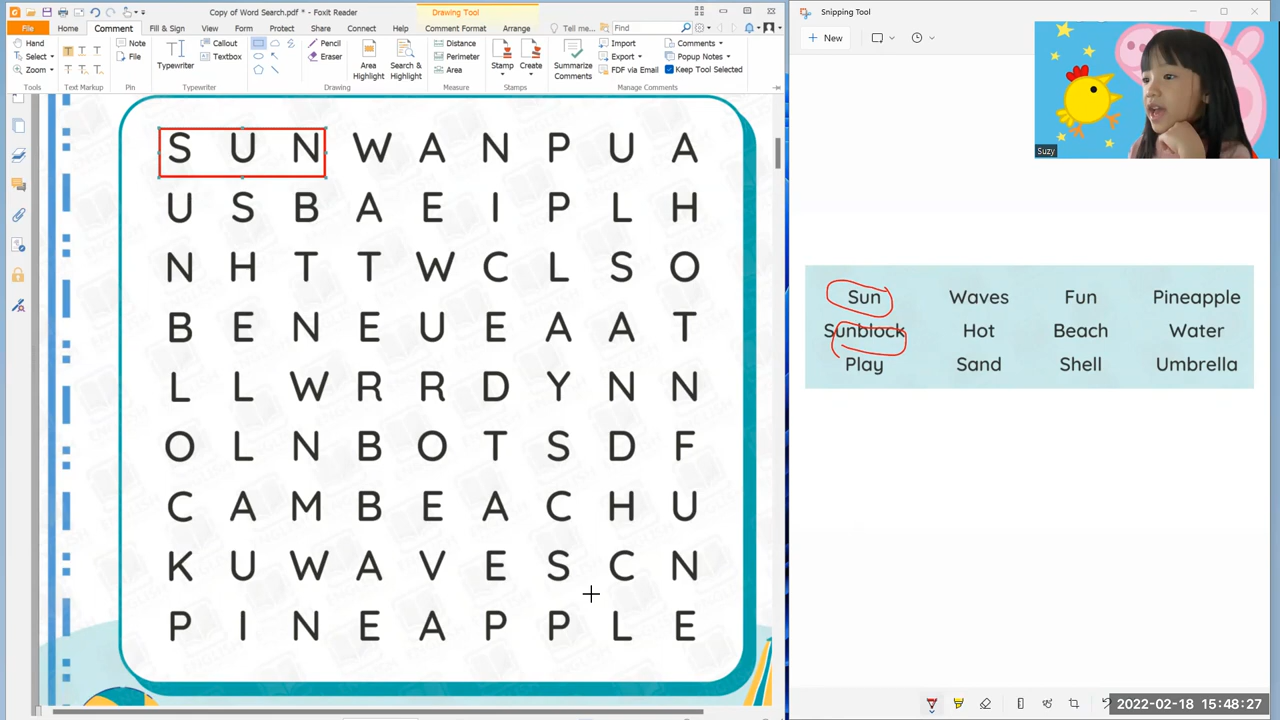 Copy of Word Search.pdf * - Foxit Reader
Drawing Tool
Snipping Tool
File Home Comment Fill & Sign View Form Protect Share Connect Help Comment Format Arrange
Tell me...
Find
New
Hand
Select
Zoom
Tools
T T T
T T T
Text Markup
Note
File
Pin
Typewriter
Callout
Textbox
Typewriter
Pencil
Eraser
Area Highlight
Search & Highlight
Drawing
Distance
Perimeter
Area
Measure
Stamp
Create
Stamps
Summarize Comments
Import
Export
FDF via Email
Comments
Popup Notes
Keep Tool Selected
Manage Comments
Suzy
S U N W A N P U A
U S B A E I P L H
N H T T W C L S O
B E N E U E A A T
L L W R R D Y N N
O L N B O T S D F
C A M B E A C H U
K U W A V E S C N
P I N E A P P L E
Sun Waves Fun Pineapple
Sunblock Hot Beach Water
Play Sand Shell Umbrella
2022-02-18 15:48:27